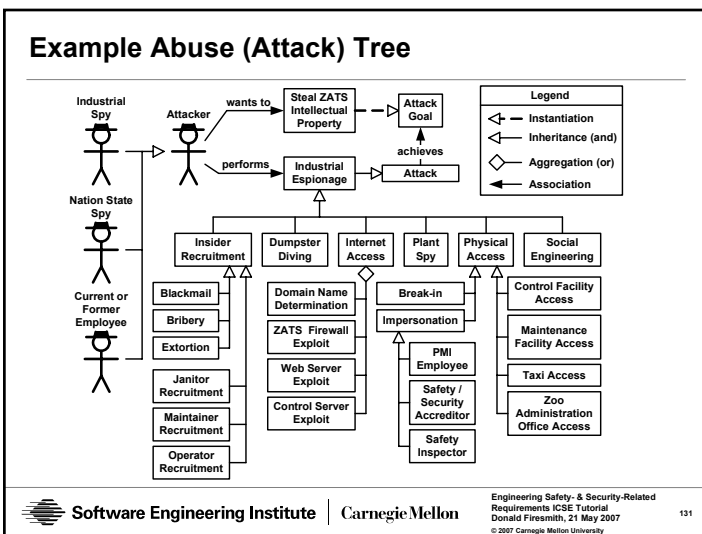 Example Abuse (Attack) Tree
Industrial
Spy
Attacker
wants to
Steal ZATS
Intellectual
Property
Attack
Goal
Legend
Instantiation
Inheritance (and)
Aggregation (or)
Association
achieves
performs
Industrial
Espionage
Attack
Nation State
Spy
Current or
Former
Employee
Insider
Recruitment
Dumpster
Diving
Internet
Access
Plant
Spy
Physical
Access
Social
Engineering
Blackmail
Bribery
Extortion
Janitor
Recruitment
Maintainer
Recruitment
Operator
Recruitment
Domain Name
Determination
ZATS Firewall
Exploit
Web Server
Exploit
Control Server
Exploit
Break-in
Impersonation
PMI
Employee
Safety /
Security
Accreditor
Safety
Inspector
Control Facility
Access
Maintenance
Facility Access
Taxi Access
Zoo
Administration
Office Access
Software Engineering Institute
Carnegie Mellon
Engineering Safety- & Security-Related
Requirements ICSE Tutorial
Donald Firesmith, 21 May 2007
© 2007 Carnegie Mellon University
131